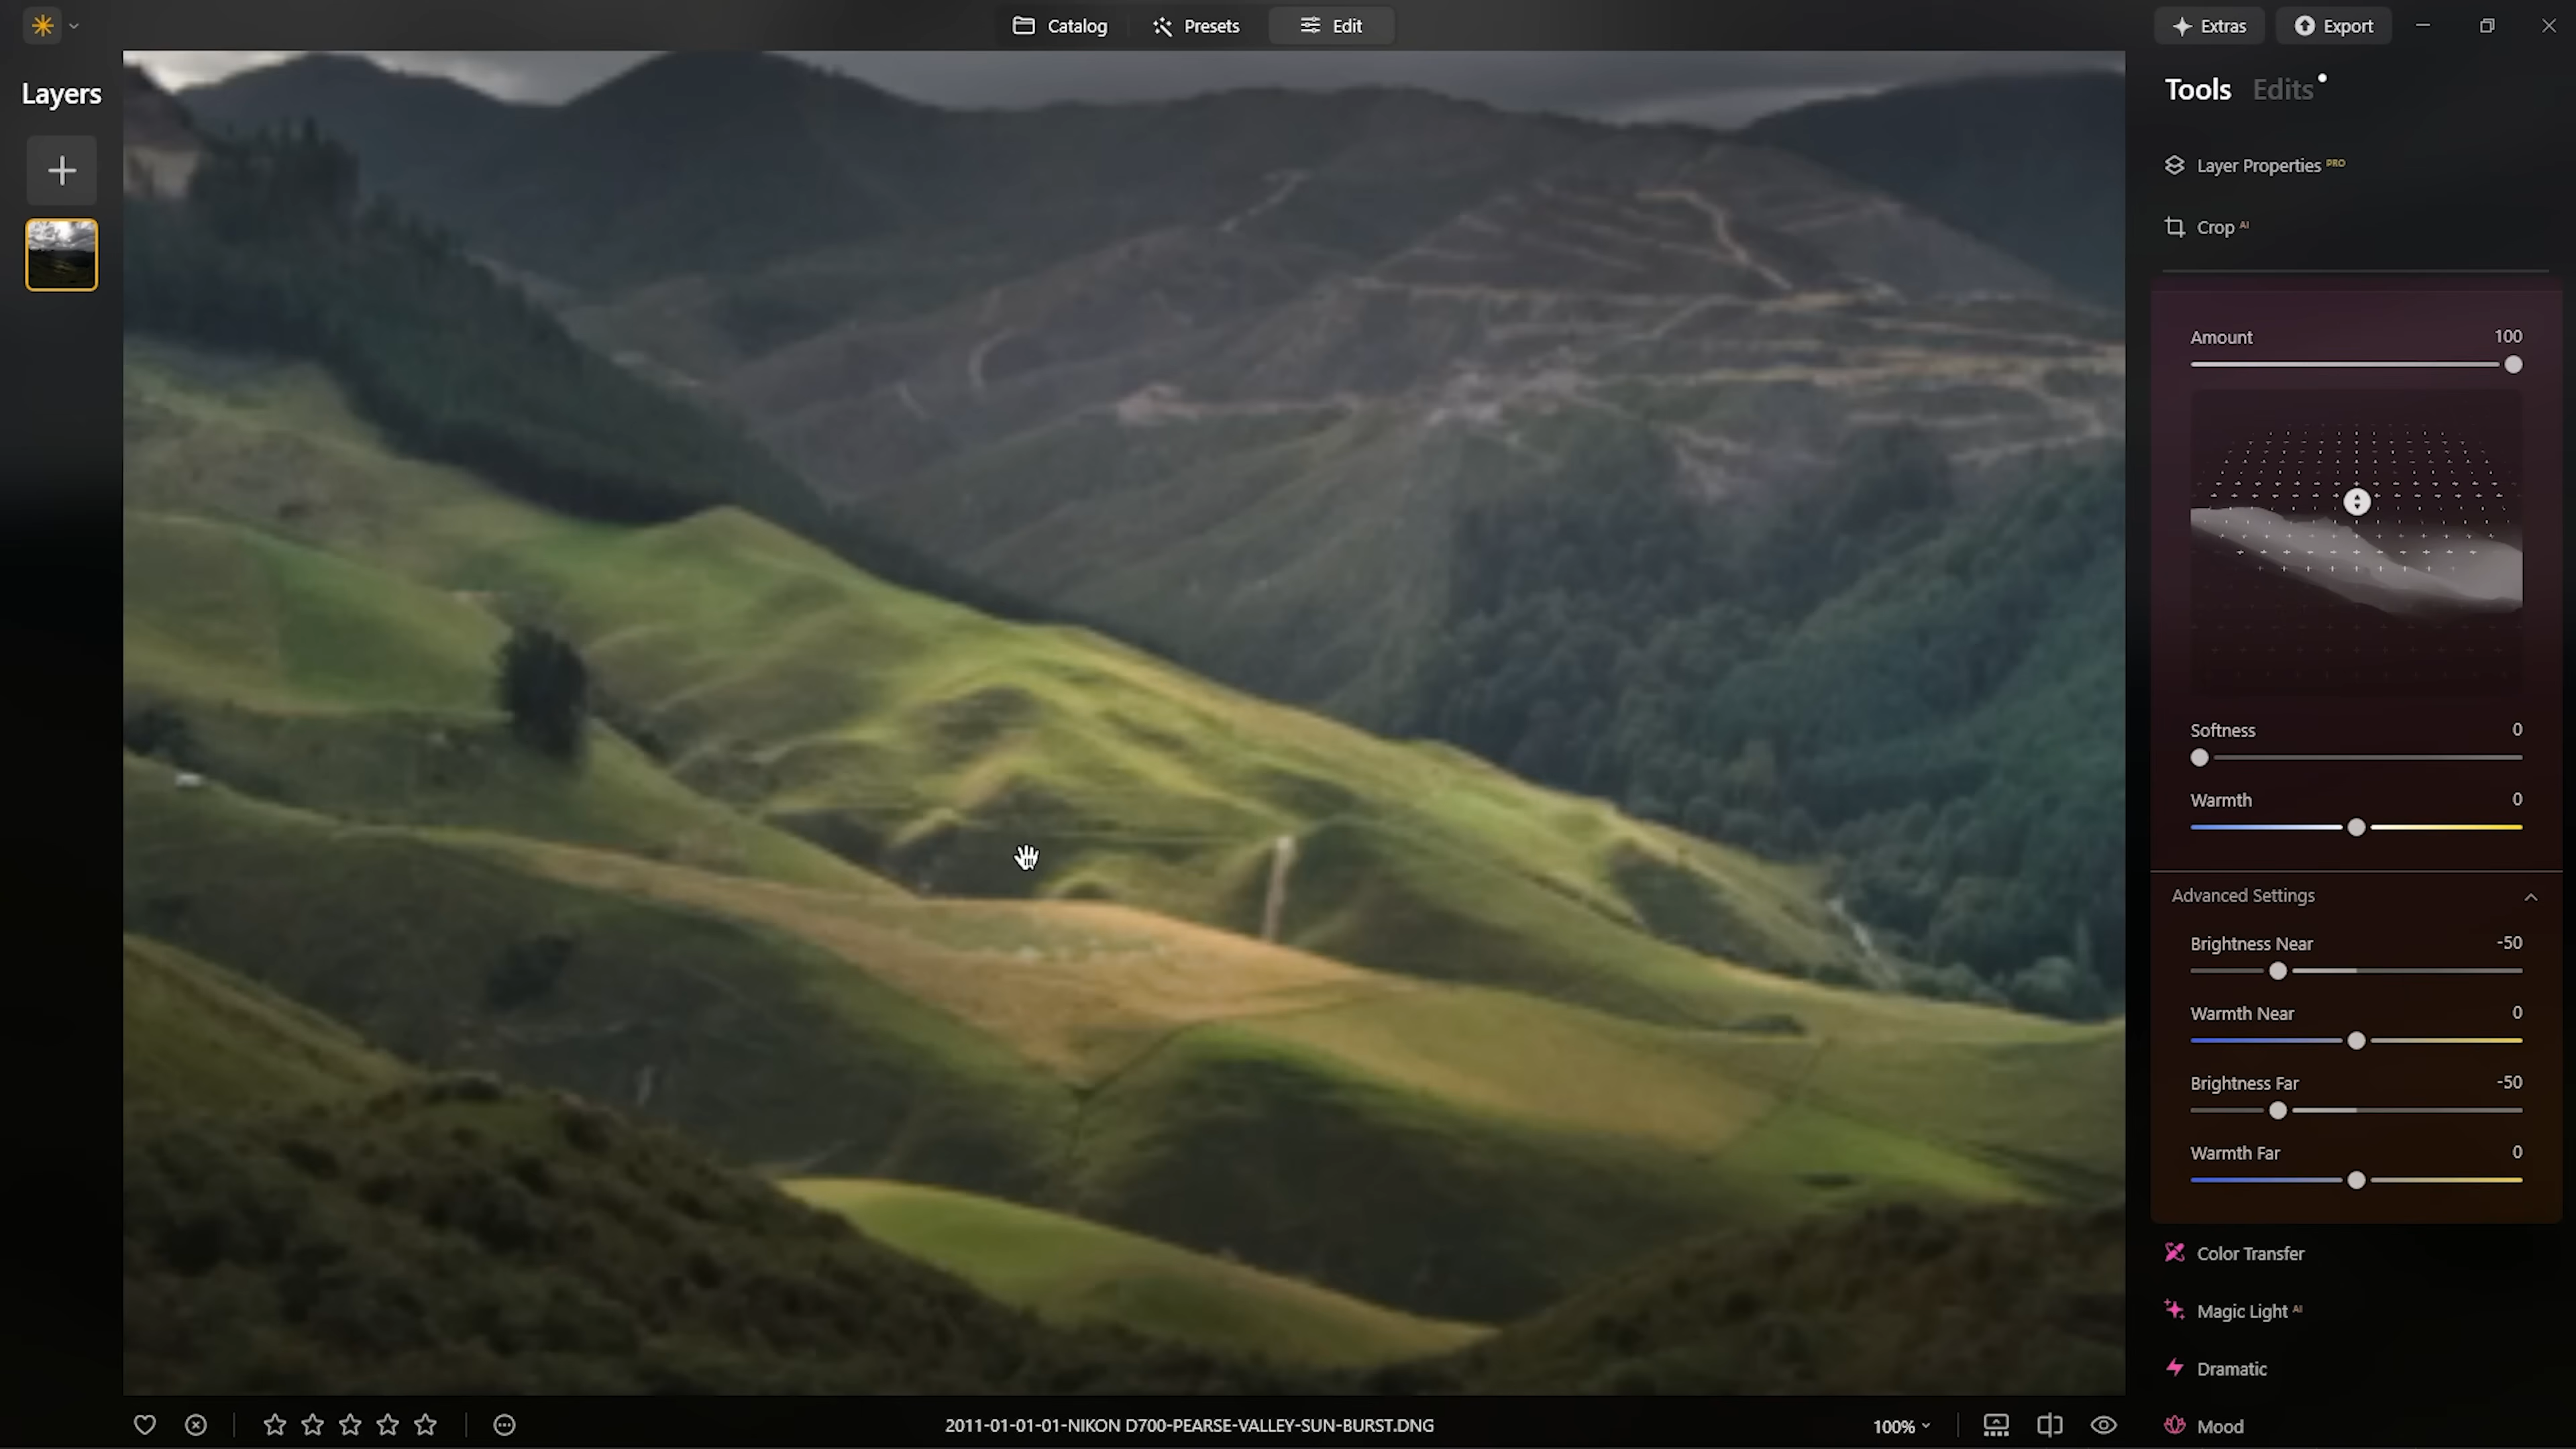 Catalog
Presets
Edit
Extras
Export
Layers
Tools
Edits
Layer Properties PRO
Crop AI
Amount 100
Softness 0
Warmth 0
Advanced Settings
Brightness Near -50
Warmth Near 0
Brightness Far -50
Warmth Far 0
Color Transfer
Magic Light AI
Dramatic
Mood
2011-01-01-01-NIKON D700-PEARSE-VALLEY-SUN-BURST.DNG
100%